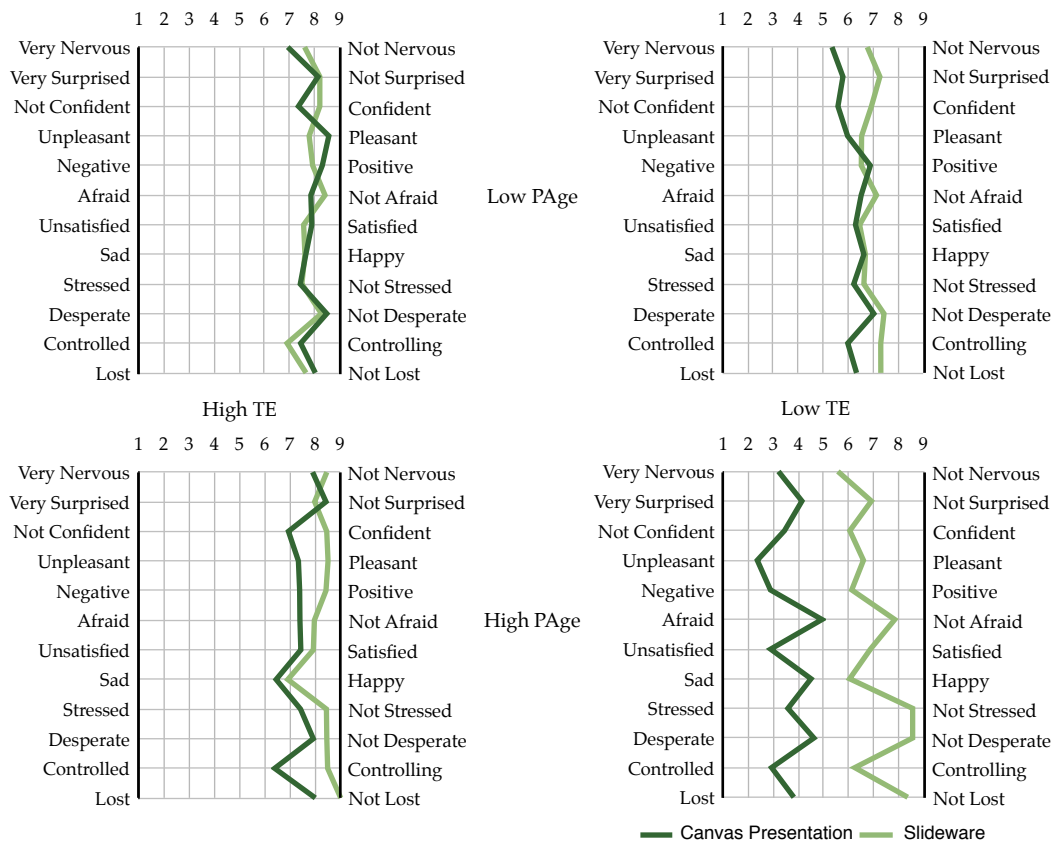 1 2 3 4 5 6 7 8 9
Very Nervous Not Nervous
Very Surprised Not Surprised
Not Confident Confident
Unpleasant Pleasant
Negative Positive
Afraid Not Afraid
Unsatisfied Satisfied
Sad Happy
Stressed Not Stressed
Desperate Not Desperate
Controlled Controlling
Lost Not Lost
High TE
Low PAge
1 2 3 4 5 6 7 8 9
Very Nervous Not Nervous
Very Surprised Not Surprised
Not Confident Confident
Unpleasant Pleasant
Negative Positive
Afraid Not Afraid
Unsatisfied Satisfied
Sad Happy
Stressed Not Stressed
Desperate Not Desperate
Controlled Controlling
Lost Not Lost
Low TE
1 2 3 4 5 6 7 8 9
Very Nervous Not Nervous
Very Surprised Not Surprised
Not Confident Confident
Unpleasant Pleasant
Negative Positive
Afraid Not Afraid
Unsatisfied Satisfied
Sad Happy
Stressed Not Stressed
Desperate Not Desperate
Controlled Controlling
Lost Not Lost
High PAge
1 2 3 4 5 6 7 8 9
Very Nervous Not Nervous
Very Surprised Not Surprised
Not Confident Confident
Unpleasant Pleasant
Negative Positive
Afraid Not Afraid
Unsatisfied Satisfied
Sad Happy
Stressed Not Stressed
Desperate Not Desperate
Controlled Controlling
Lost Not Lost
Canvas Presentation Slideware